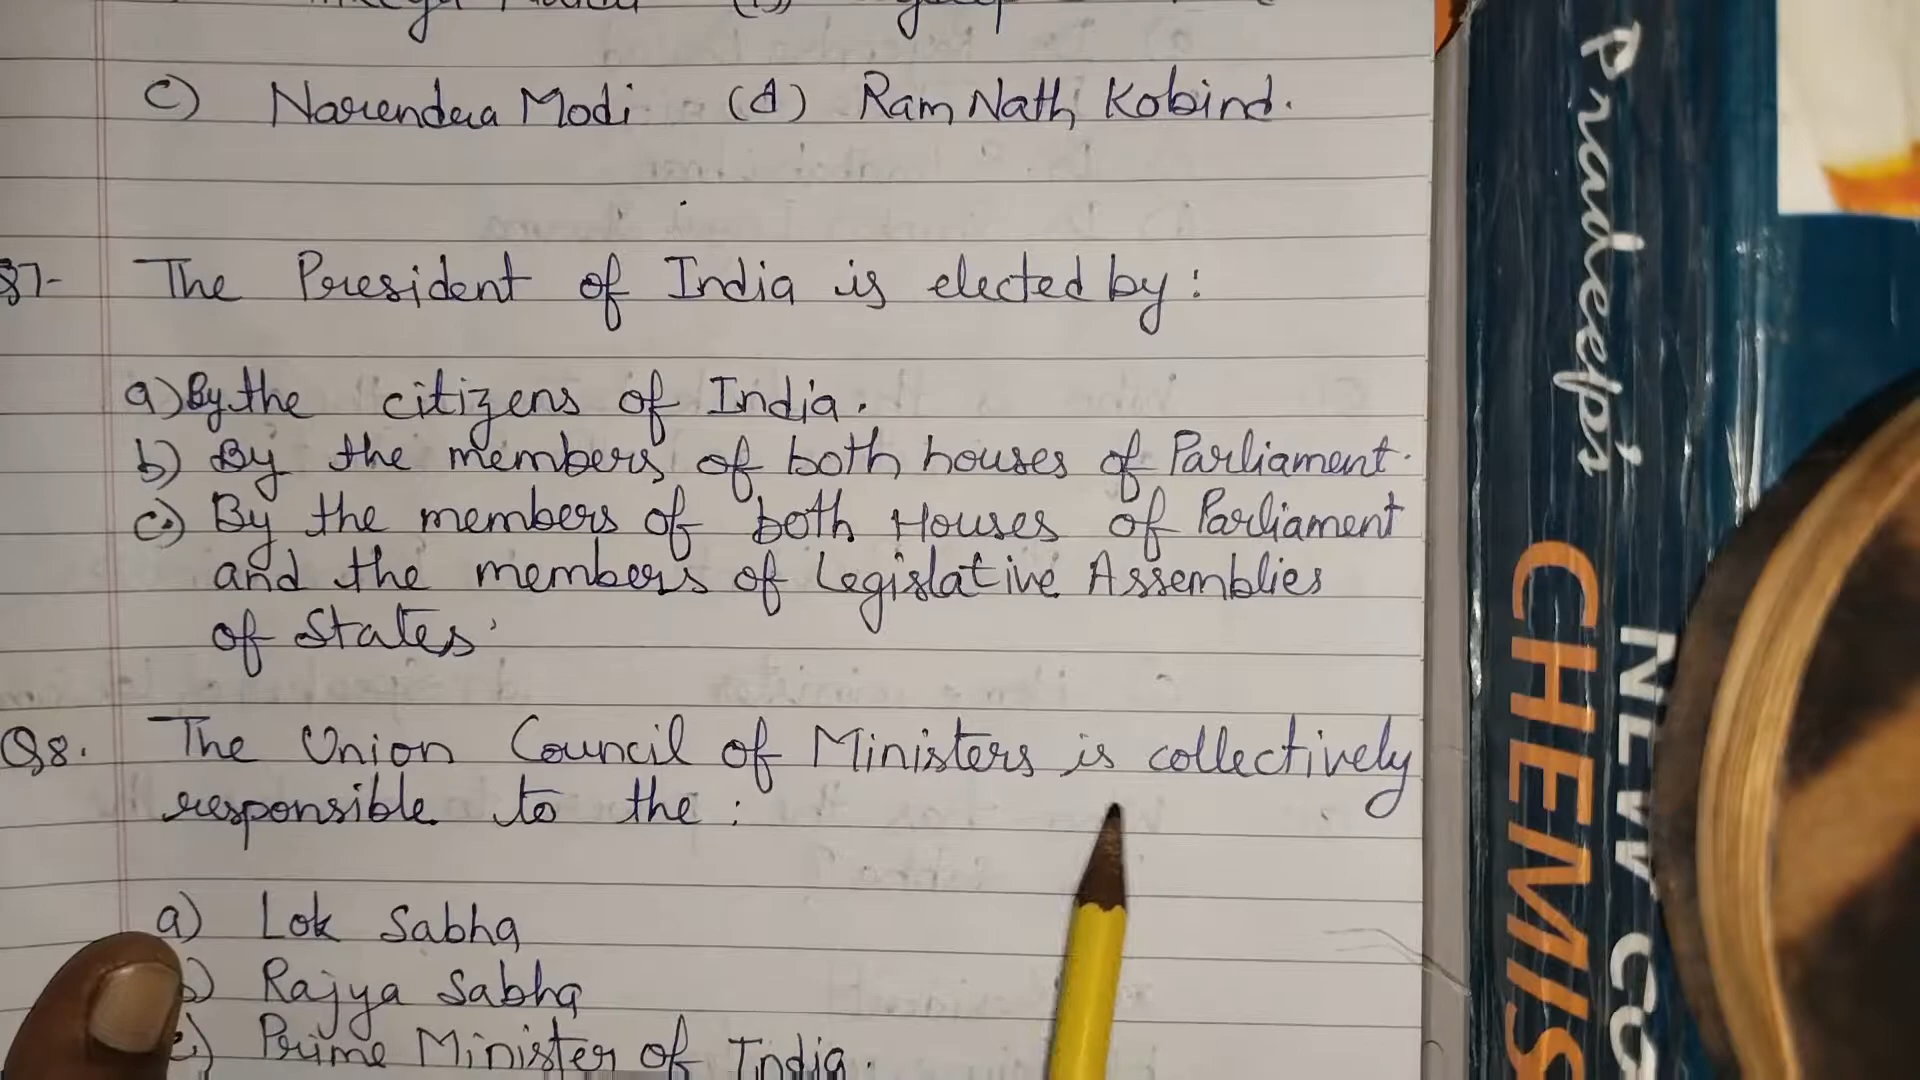 c) Narendra Modi (d) Ram Nath Kobind.
Q7- The President of India is elected by:
a) By the citizens of India.
b) By the members of both houses of Parliament.
c) By the members of both Houses of Parliament
and the members of Legislative Assemblies
of States.
Q8. The Union Council of Ministers is collectively
responsible to the:
a) Lok Sabha
b) Rajya Sabha
c) Prime Minister of India.
Pradeep's
NEW CO
CHEMIS